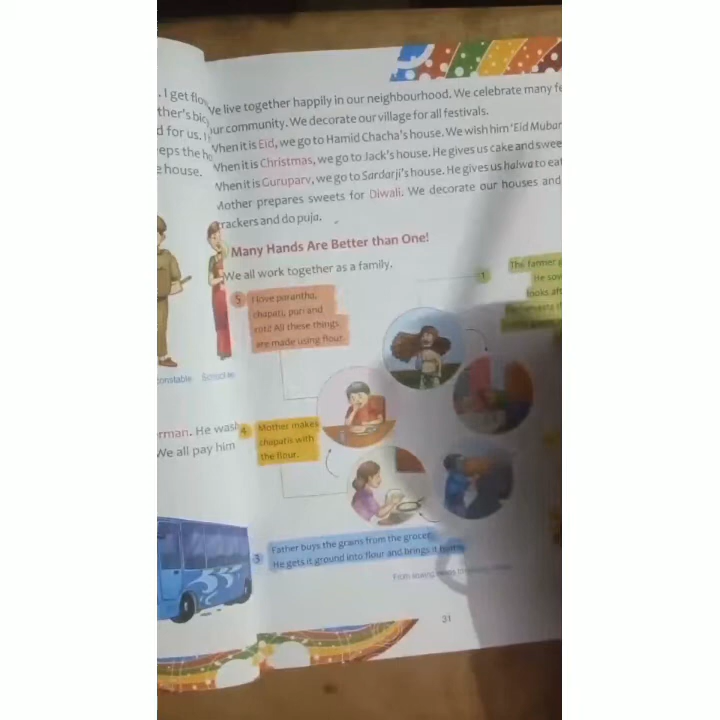 . I get flo
ther's bic
d for us. I
eeps the h
e house.
onstable
rman. He wash
We all pay him
We live together happily in our neighbourhood. We celebrate many fe
our community. We decorate our village for all festivals.
When it is Eid, we go to Hamid Chacha's house. We wish him 'Eid Mubar
When it is Christmas, we go to Jack's house. He gives us cake and swee
When it is Gurupurv, we go to Sardarji's house. He gives us halwa to eat
Mother prepares sweets for Diwali. We decorate our houses and
crackers and do puja.
Many Hands Are Better than One!
We all work together as a family.
1
The farmer
He sow
looks aft
5
I love parantha,
chapati, puri and
roti! All these things
are made using flour.
4
Mother makes
chapatis with
the flour.
3
Father buys the grains from the grocer.
He gets it ground into flour and brings it home.
31